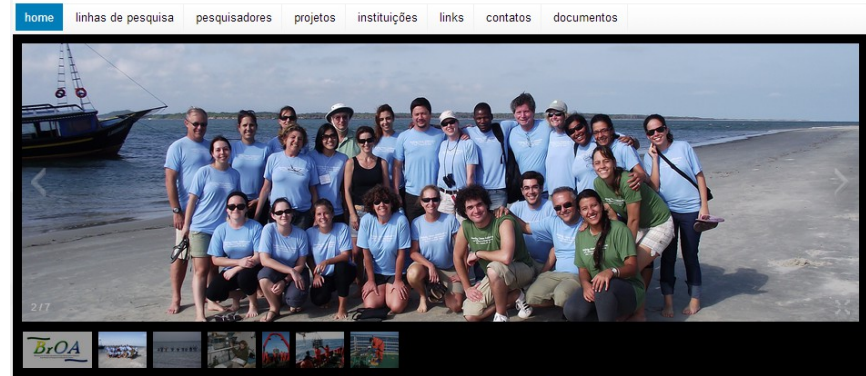 home linhas de pesquisa pesquisadores projetos instituições links contatos documentos
2 / 7
BrOA